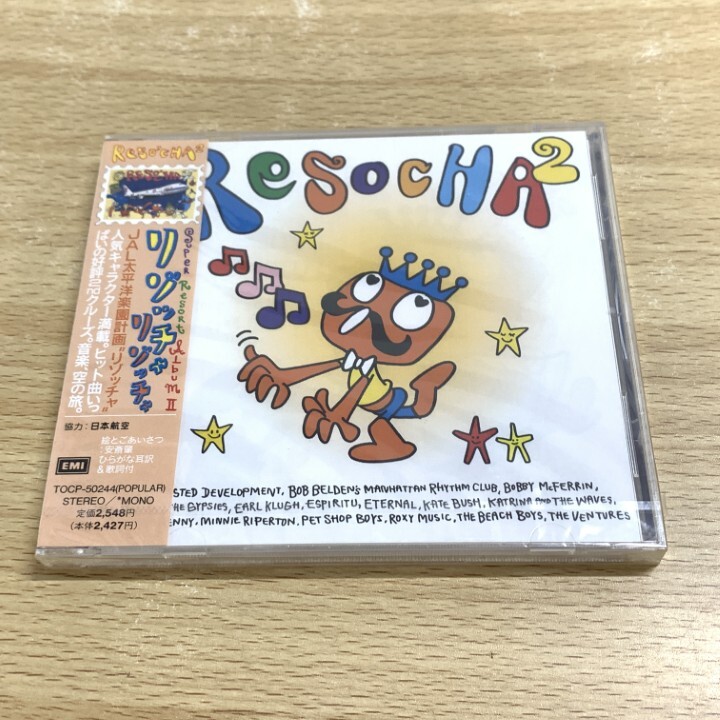 ReSoCHA2
ReSoCHA2
Super Resort Album II
リゾッチャ
リゾッチャ
JAL太平洋楽園計画“リゾッチャ”
人気キャラクター満載。ヒット曲いっ
ぱいの好評2ndクルーズ。音楽、空の旅。
協力:日本航空
絵とごあいさつ
:安斎肇
ひらがな耳訳
&歌詞付
EMI
TOCP-50244(POPULAR)
STEREO/*MONO
定価2,548円
(本体2,427円)
STED DEVELOPMENT, BOB BELDEN'S MANHATTAN RHYTHM CLUB, BOBBY McFERRIN,
THE GYPSIES, EARL KLUGH, ESPIRITU, ETERNAL, KATE BUSH, KATRINA AND THE WAVES,
ENNY, MINNIE RIPERTON, PET SHOP BOYS, ROXY MUSIC, THE BEACH BOYS, THE VENTURES